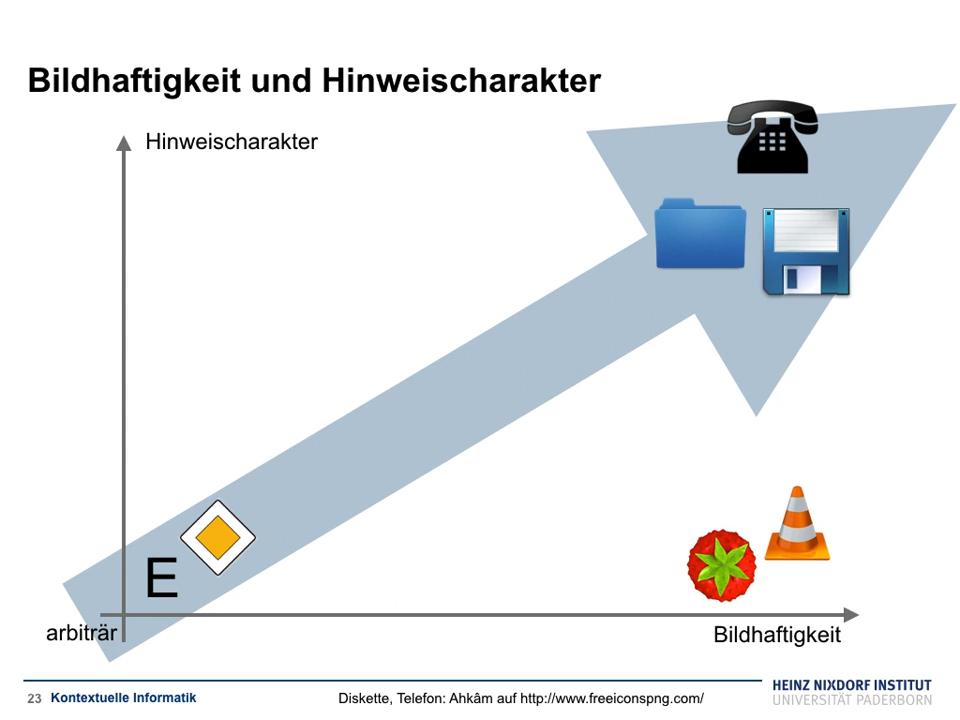 Bildhaftigkeit und Hinweischarakter
Hinweischarakter
E
arbiträr
Bildhaftigkeit
23 Kontextuelle Informatik
Diskette, Telefon: Ahkâm auf http://www.freeiconspng.com/
HEINZ NIXDORF INSTITUT
UNIVERSITÄT PADERBORN